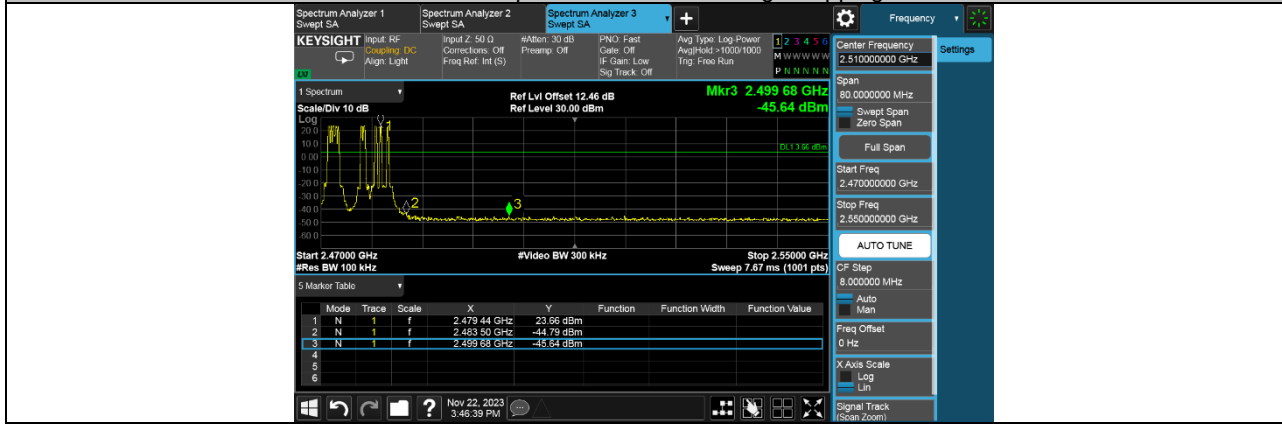 Spectrum Analyzer 1
Swept SA
Spectrum Analyzer 2
Swept SA
Spectrum Analyzer 3
Swept SA
Frequency
KEYSIGHT
Input: RF
Coupling: DC
Align: Light
Input Z: 50 Ω
Corrections: Off
Freq Ref: Int (S)
#Atten: 30 dB
Preamp: Off
PNO: Fast
Gate: Off
IF Gain: Low
Sig Track: Off
Avg Type: Log-Power
Avg|Hold:>1000/1000
Trig: Free Run
1 2 3 4 5 6
M W W W W W
P N N N N N
LXI
1 Spectrum
Scale/Div 10 dB
Ref Lvl Offset 12.46 dB
Ref Level 30.00 dBm
Mkr3 2.499 68 GHz
-45.64 dBm
Log
20.0
10.0
0.00
-10.0
-20.0
-30.0
-40.0
-50.0
-60.0
1
2
3
DL1 3.66 dBm
Start 2.47000 GHz
#Res BW 100 kHz
#Video BW 300 kHz
Stop 2.55000 GHz
Sweep 7.67 ms (1001 pts)
5 Marker Table
Mode Trace Scale X Y Function Function Width Function Value
1 N 1 f 2.479 44 GHz 23.66 dBm
2 N 1 f 2.483 50 GHz -44.79 dBm
3 N 1 f 2.499 68 GHz -45.64 dBm
4
5
6
Nov 22, 2023
3:46:39 PM
Center Frequency
2.510000000 GHz
Settings
Span
80.0000000 MHz
Swept Span
Zero Span
Full Span
Start Freq
2.470000000 GHz
Stop Freq
2.550000000 GHz
AUTO TUNE
CF Step
8.000000 MHz
Auto
Man
Freq Offset
0 Hz
X Axis Scale
Log
Lin
Signal Track
(Span Zoom)